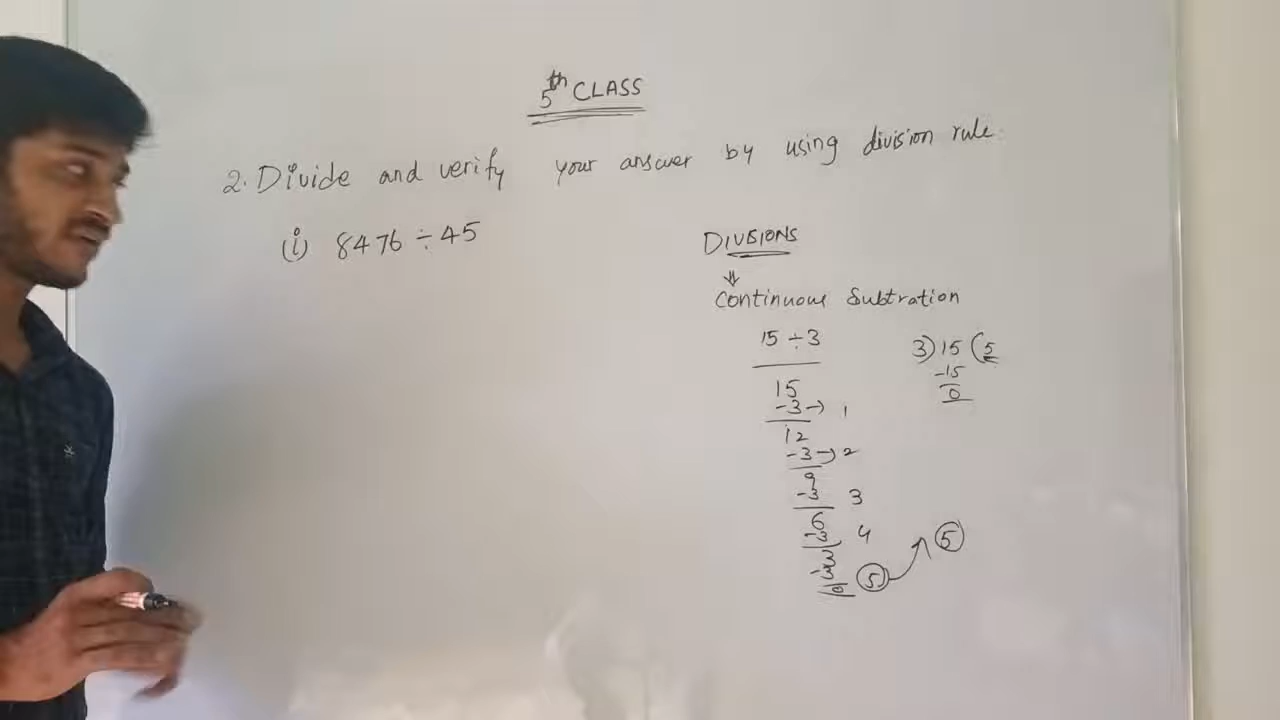 5th CLASS
2. Divide and verify your answer by using division rule.
(i) 8476 ÷ 45
DIVISIONS
⇓
Continuous Subtration
15 ÷ 3
15
-3 → 1
12
-3 → 2
9
-3 3
6
-3 4
3
-3
0 5 → 5
3) 15 (5
-15
0